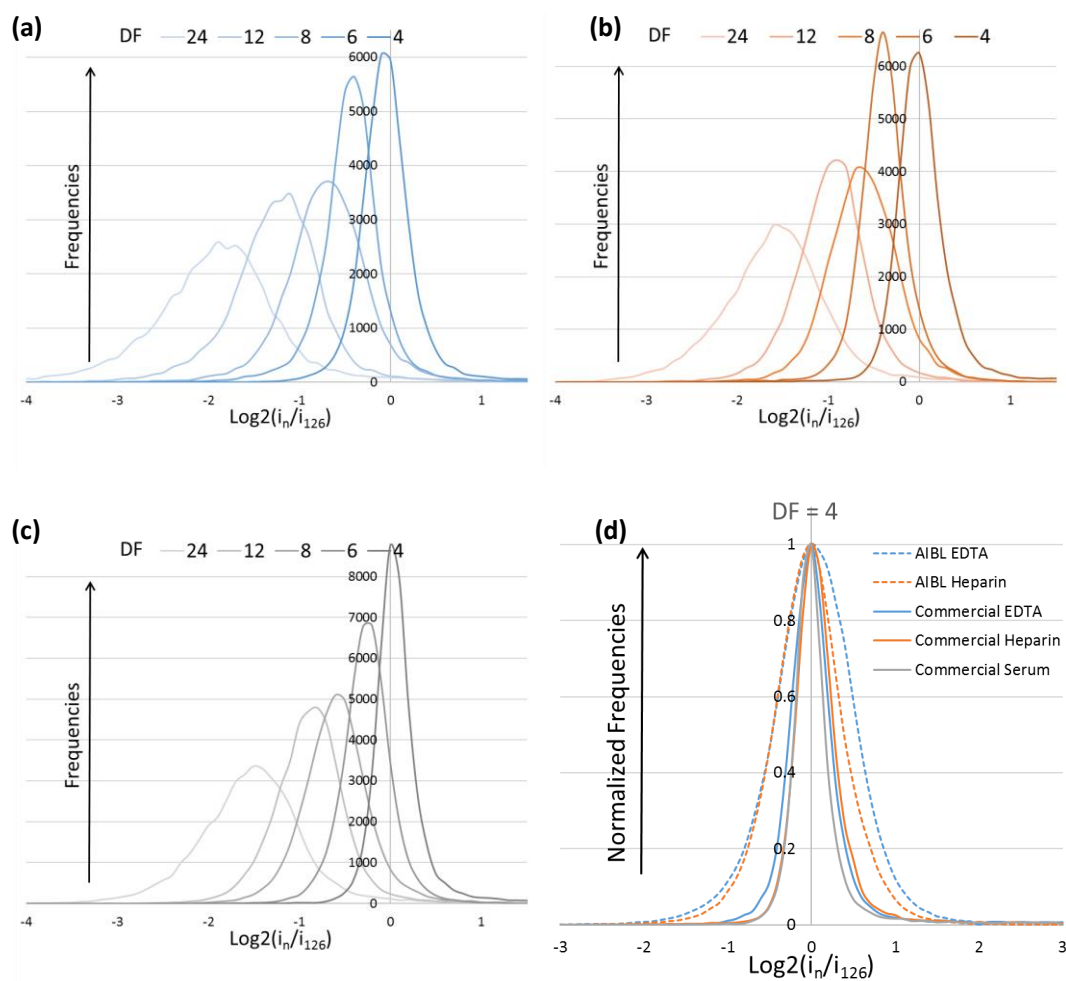 (a)
DF 24 12 8 6 4
Frequencies
6000
5000
4000
3000
2000
1000
0
-4 -3 -2 -1 0 1
Log2(in/i126)
(b)
DF 24 12 8 6 4
Frequencies
6000
5000
4000
3000
2000
1000
0
-4 -3 -2 -1 0 1
Log2(in/i126)
(c)
DF 24 12 8 6 4
Frequencies
8000
7000
6000
5000
4000
3000
2000
1000
0
-4 -3 -2 -1 0 1
Log2(in/i126)
(d)
DF = 4
Normalized Frequencies
1
0.8
0.6
0.4
0.2
0
AIBL EDTA
AIBL Heparin
Commercial EDTA
Commercial Heparin
Commercial Serum
-3 -2 -1 0 1 2 3
Log2(in/i126)